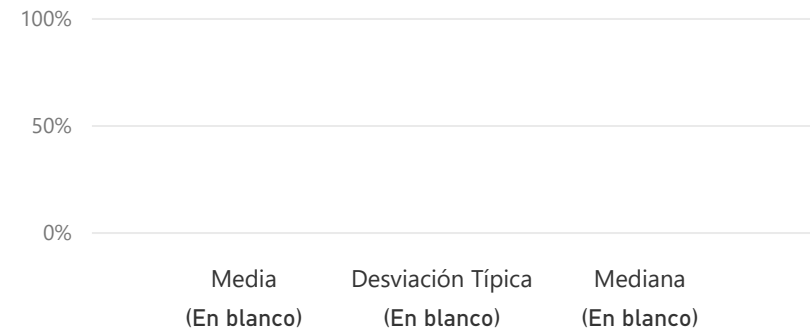 100%
50%
0%
Media Desviación Típica Mediana
(En blanco) (En blanco) (En blanco)